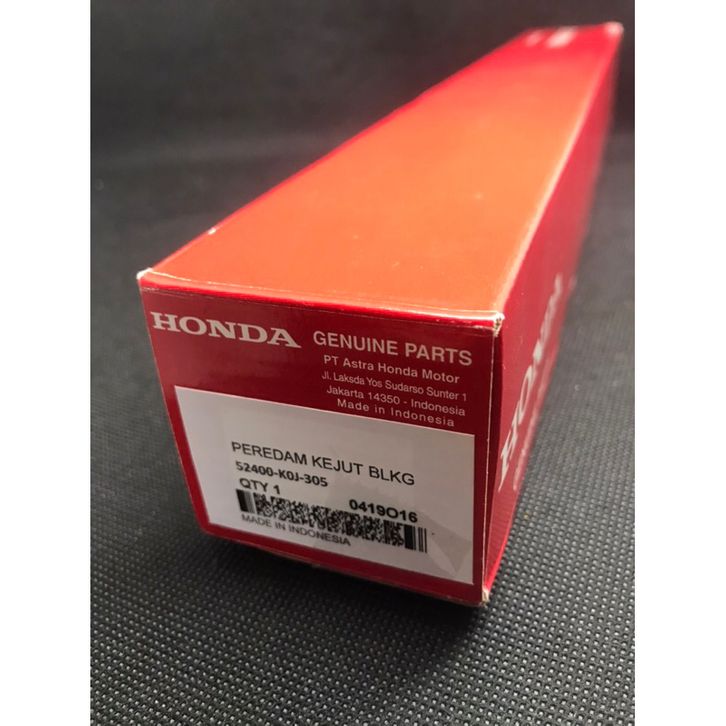 HONDA GENUINE PARTS
PT Astra Honda Motor
Jl. Laksda Yos Sudarso Sunter 1
Jakarta 14350 - Indonesia
Made in Indonesia
PEREDAM KEJUT BLKG
52400-K0J-305
QTY 1 0419O16
MADE IN INDONESIA
HONDA